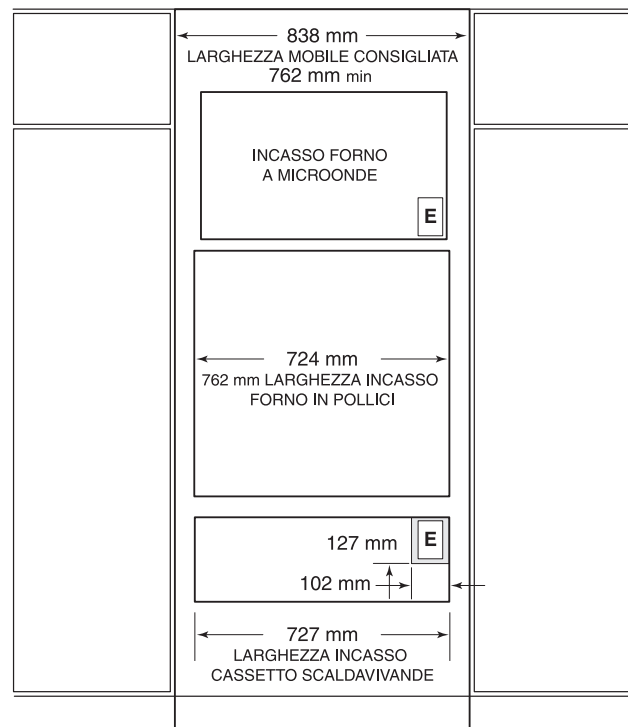 838 mm
LARGHEZZA MOBILE CONSIGLIATA
762 mm min
INCASSO FORNO
A MICROONDE
E
724 mm
762 mm LARGHEZZA INCASSO
FORNO IN POLLICI
E
127 mm
102 mm
727 mm
LARGHEZZA INCASSO
CASSETTO SCALDAVIVANDE